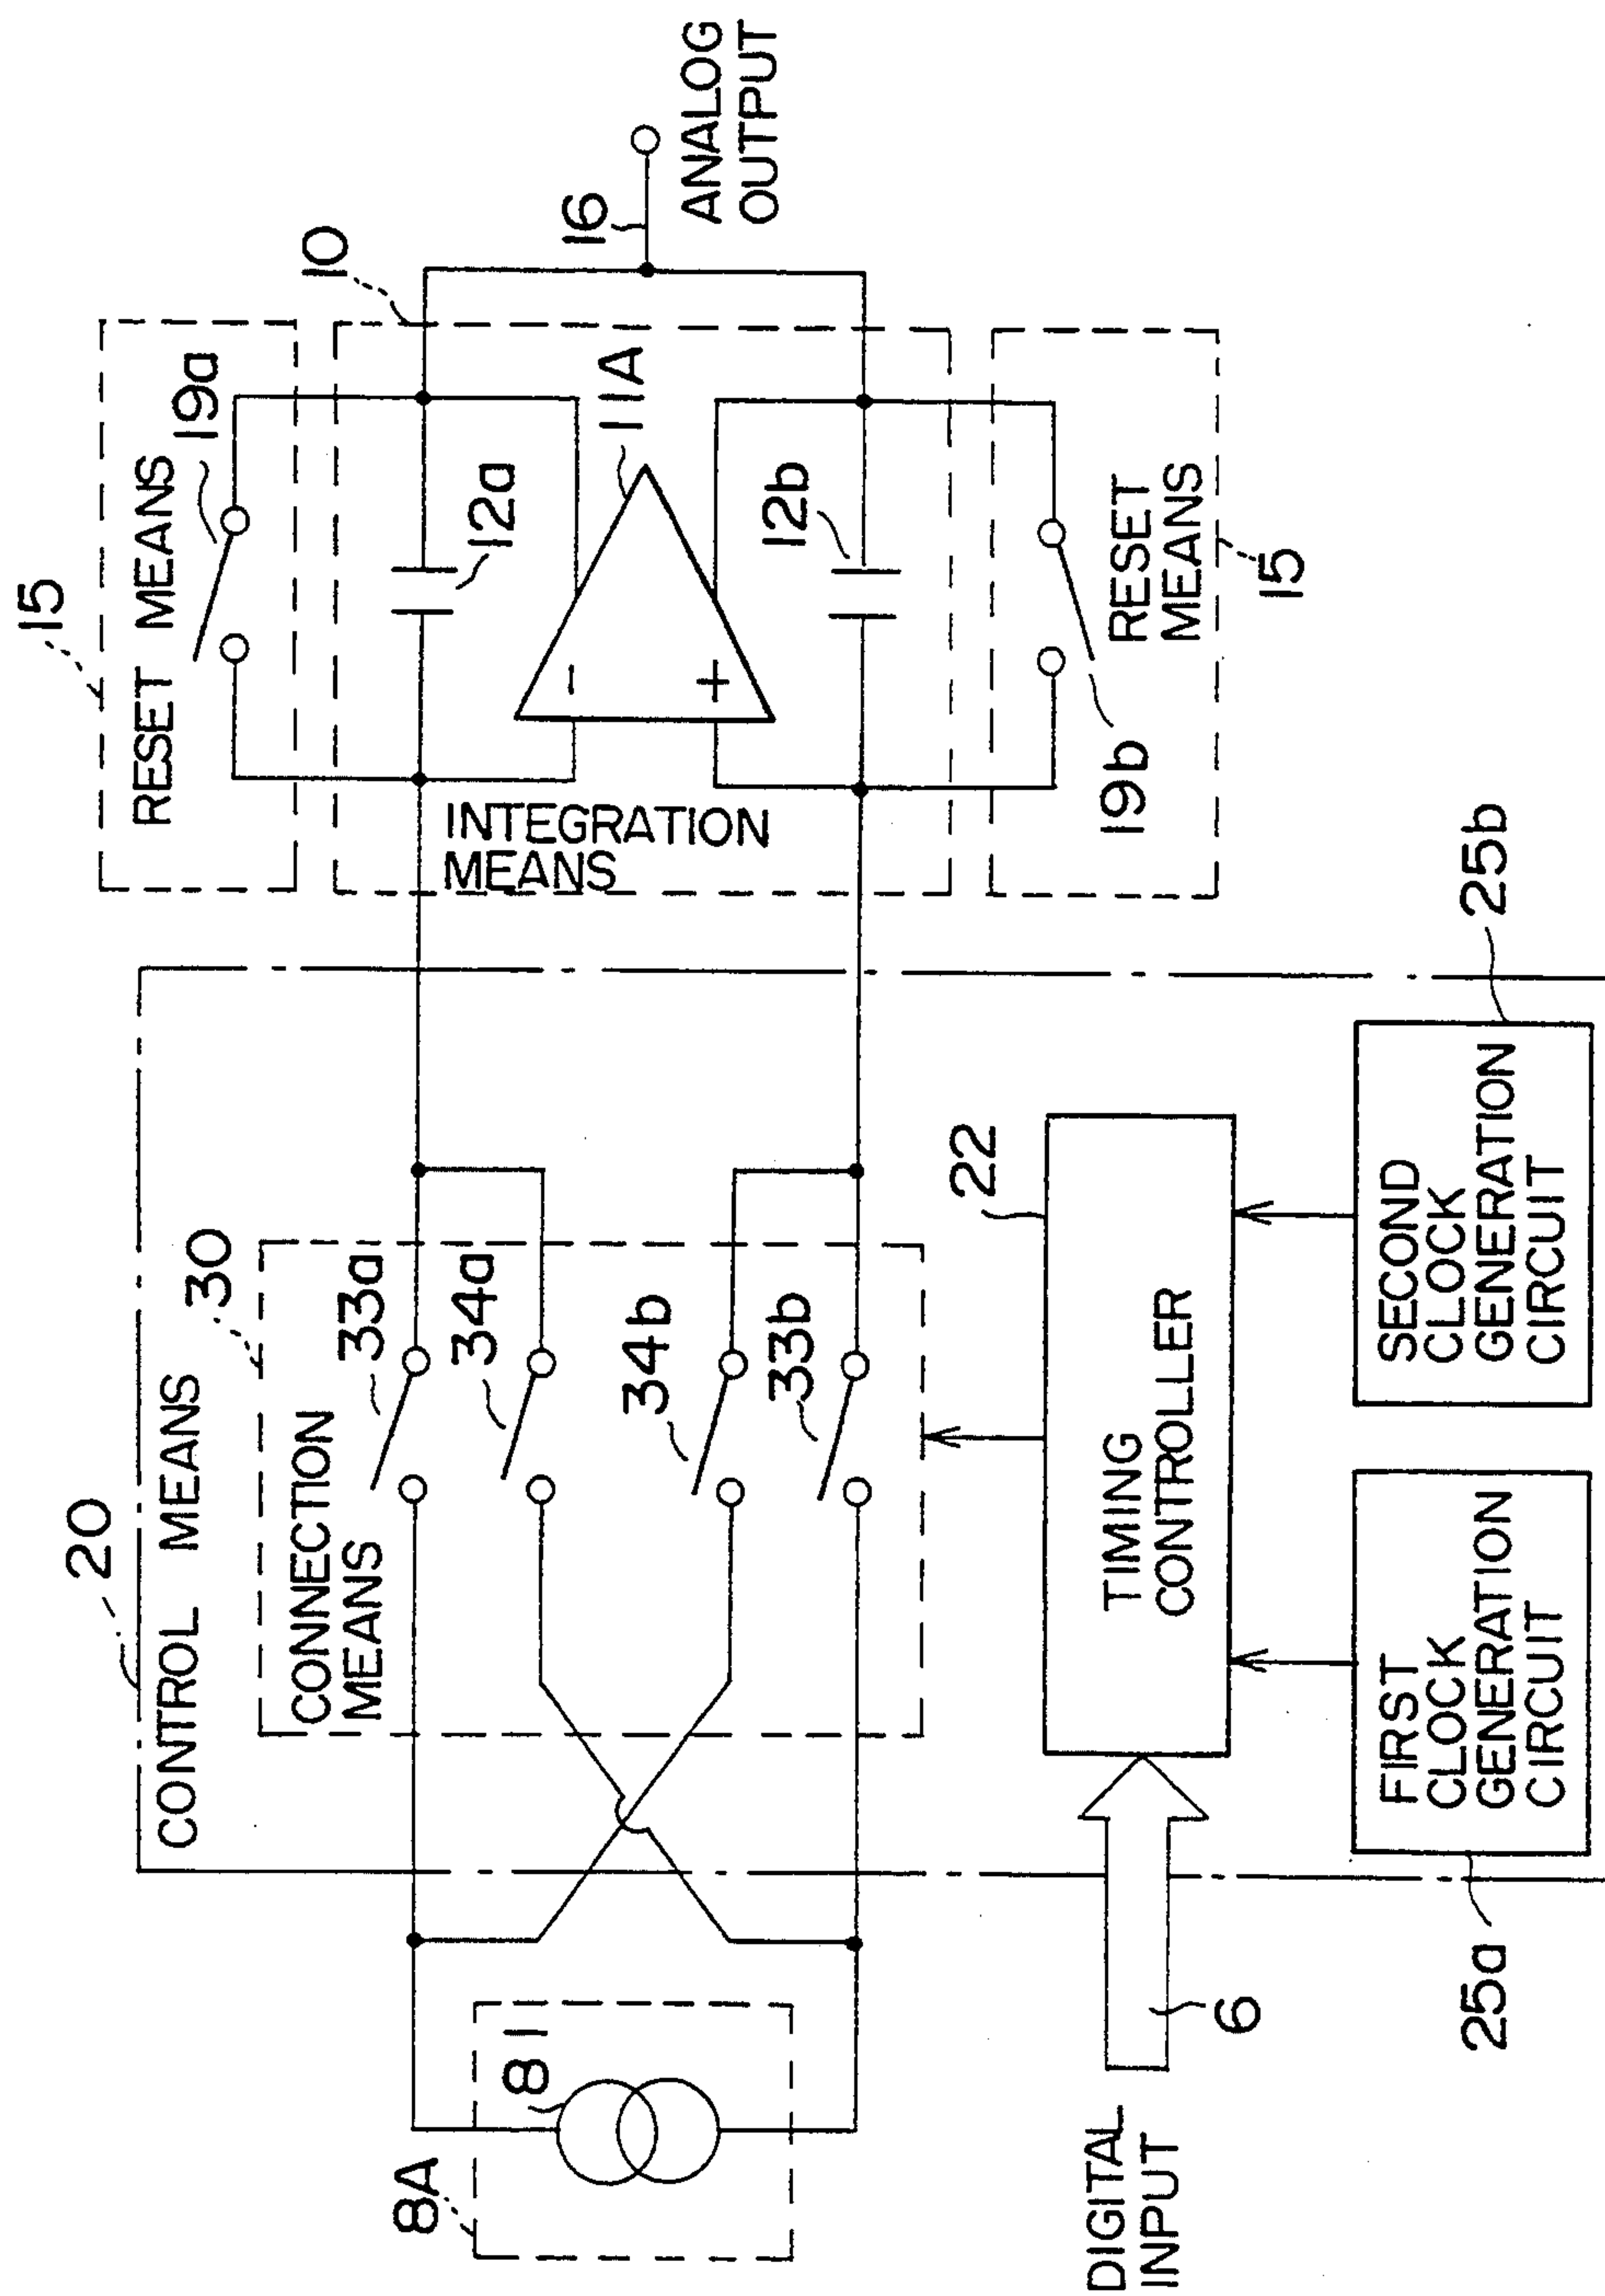 20
CONTROL MEANS
30
CONNECTION
MEANS
33a
34a
34b
33b
8A
81
15
RESET MEANS
19a
10
12a
11A
-
+
12b
INTEGRATION
MEANS
16
ANALOG
OUTPUT
RESET
MEANS
15
19b
22
TIMING
CONTROLLER
DIGITAL
INPUT
6
FIRST
CLOCK
GENERATION
CIRCUIT
25a
SECOND
CLOCK
GENERATION
CIRCUIT
25b